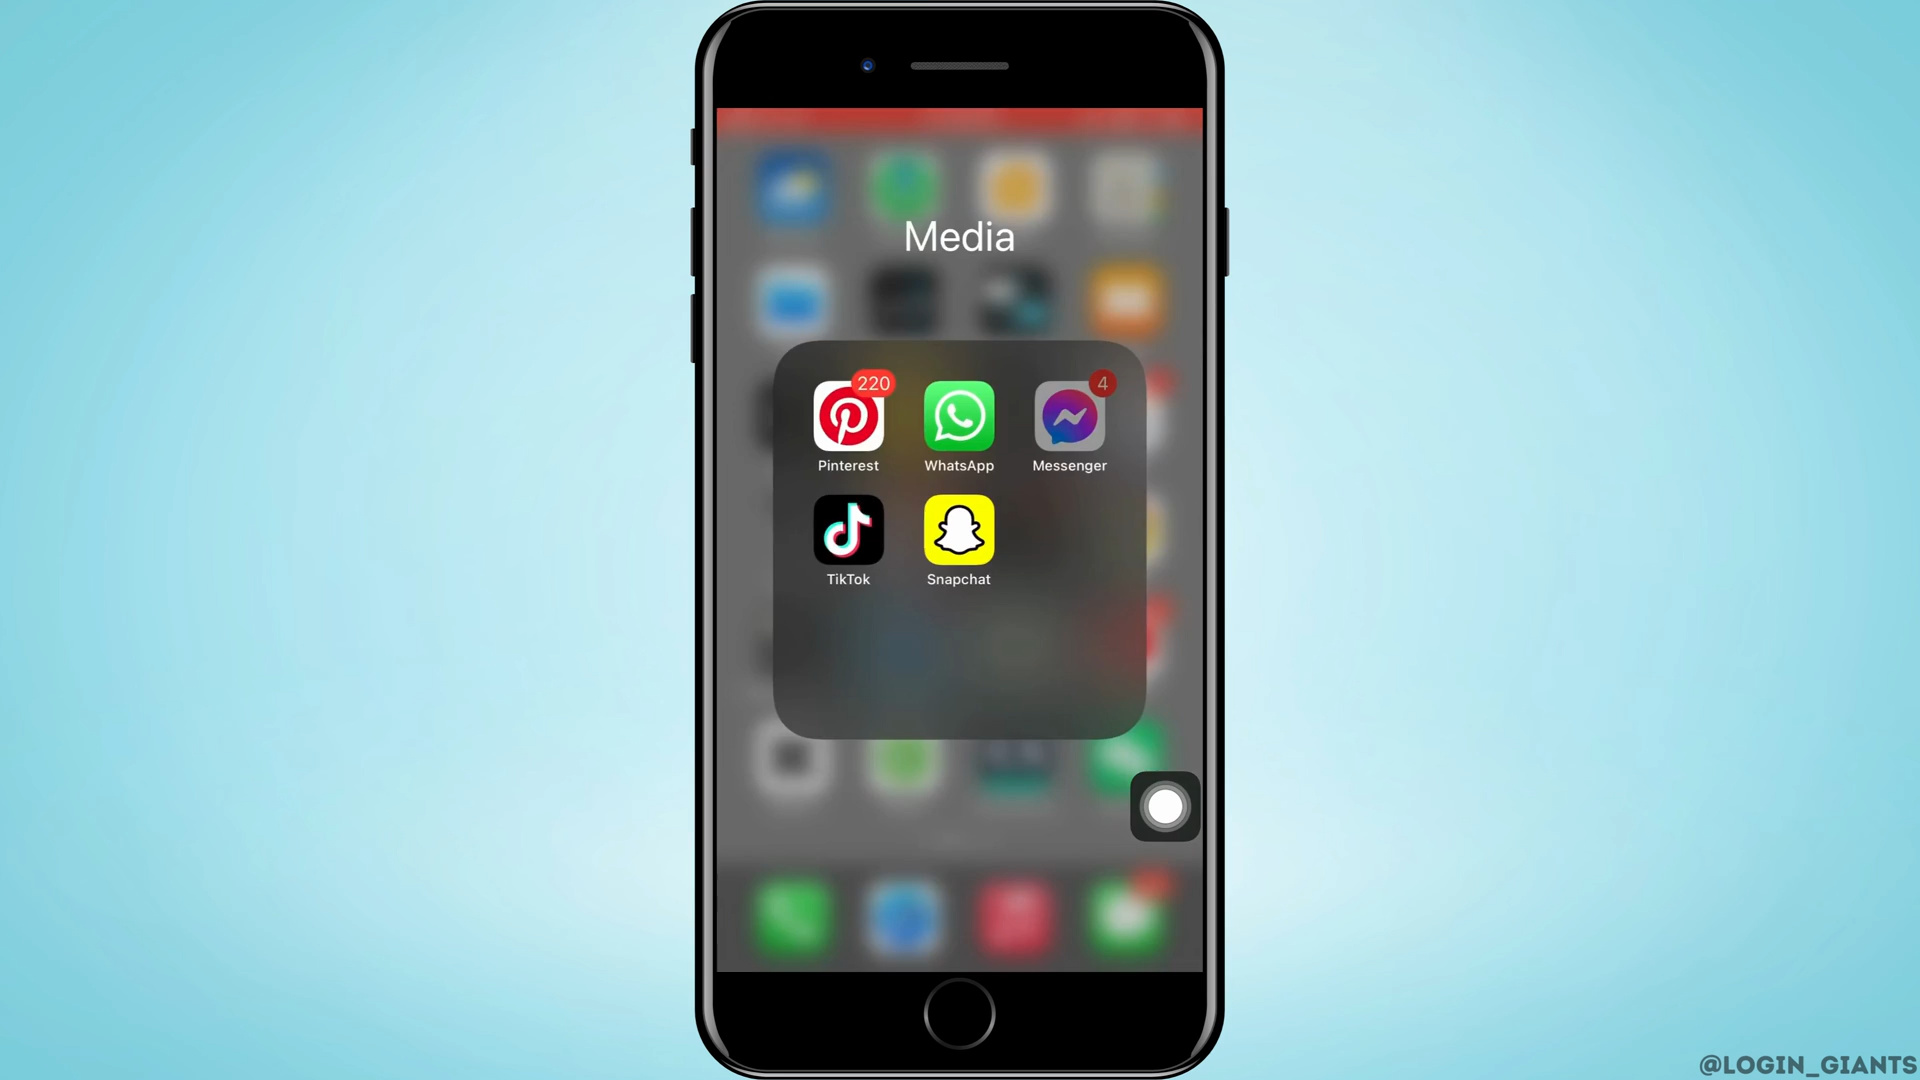 Media
220
4
Pinterest
WhatsApp
Messenger
TikTok
Snapchat
@LOGIN_GIANTS